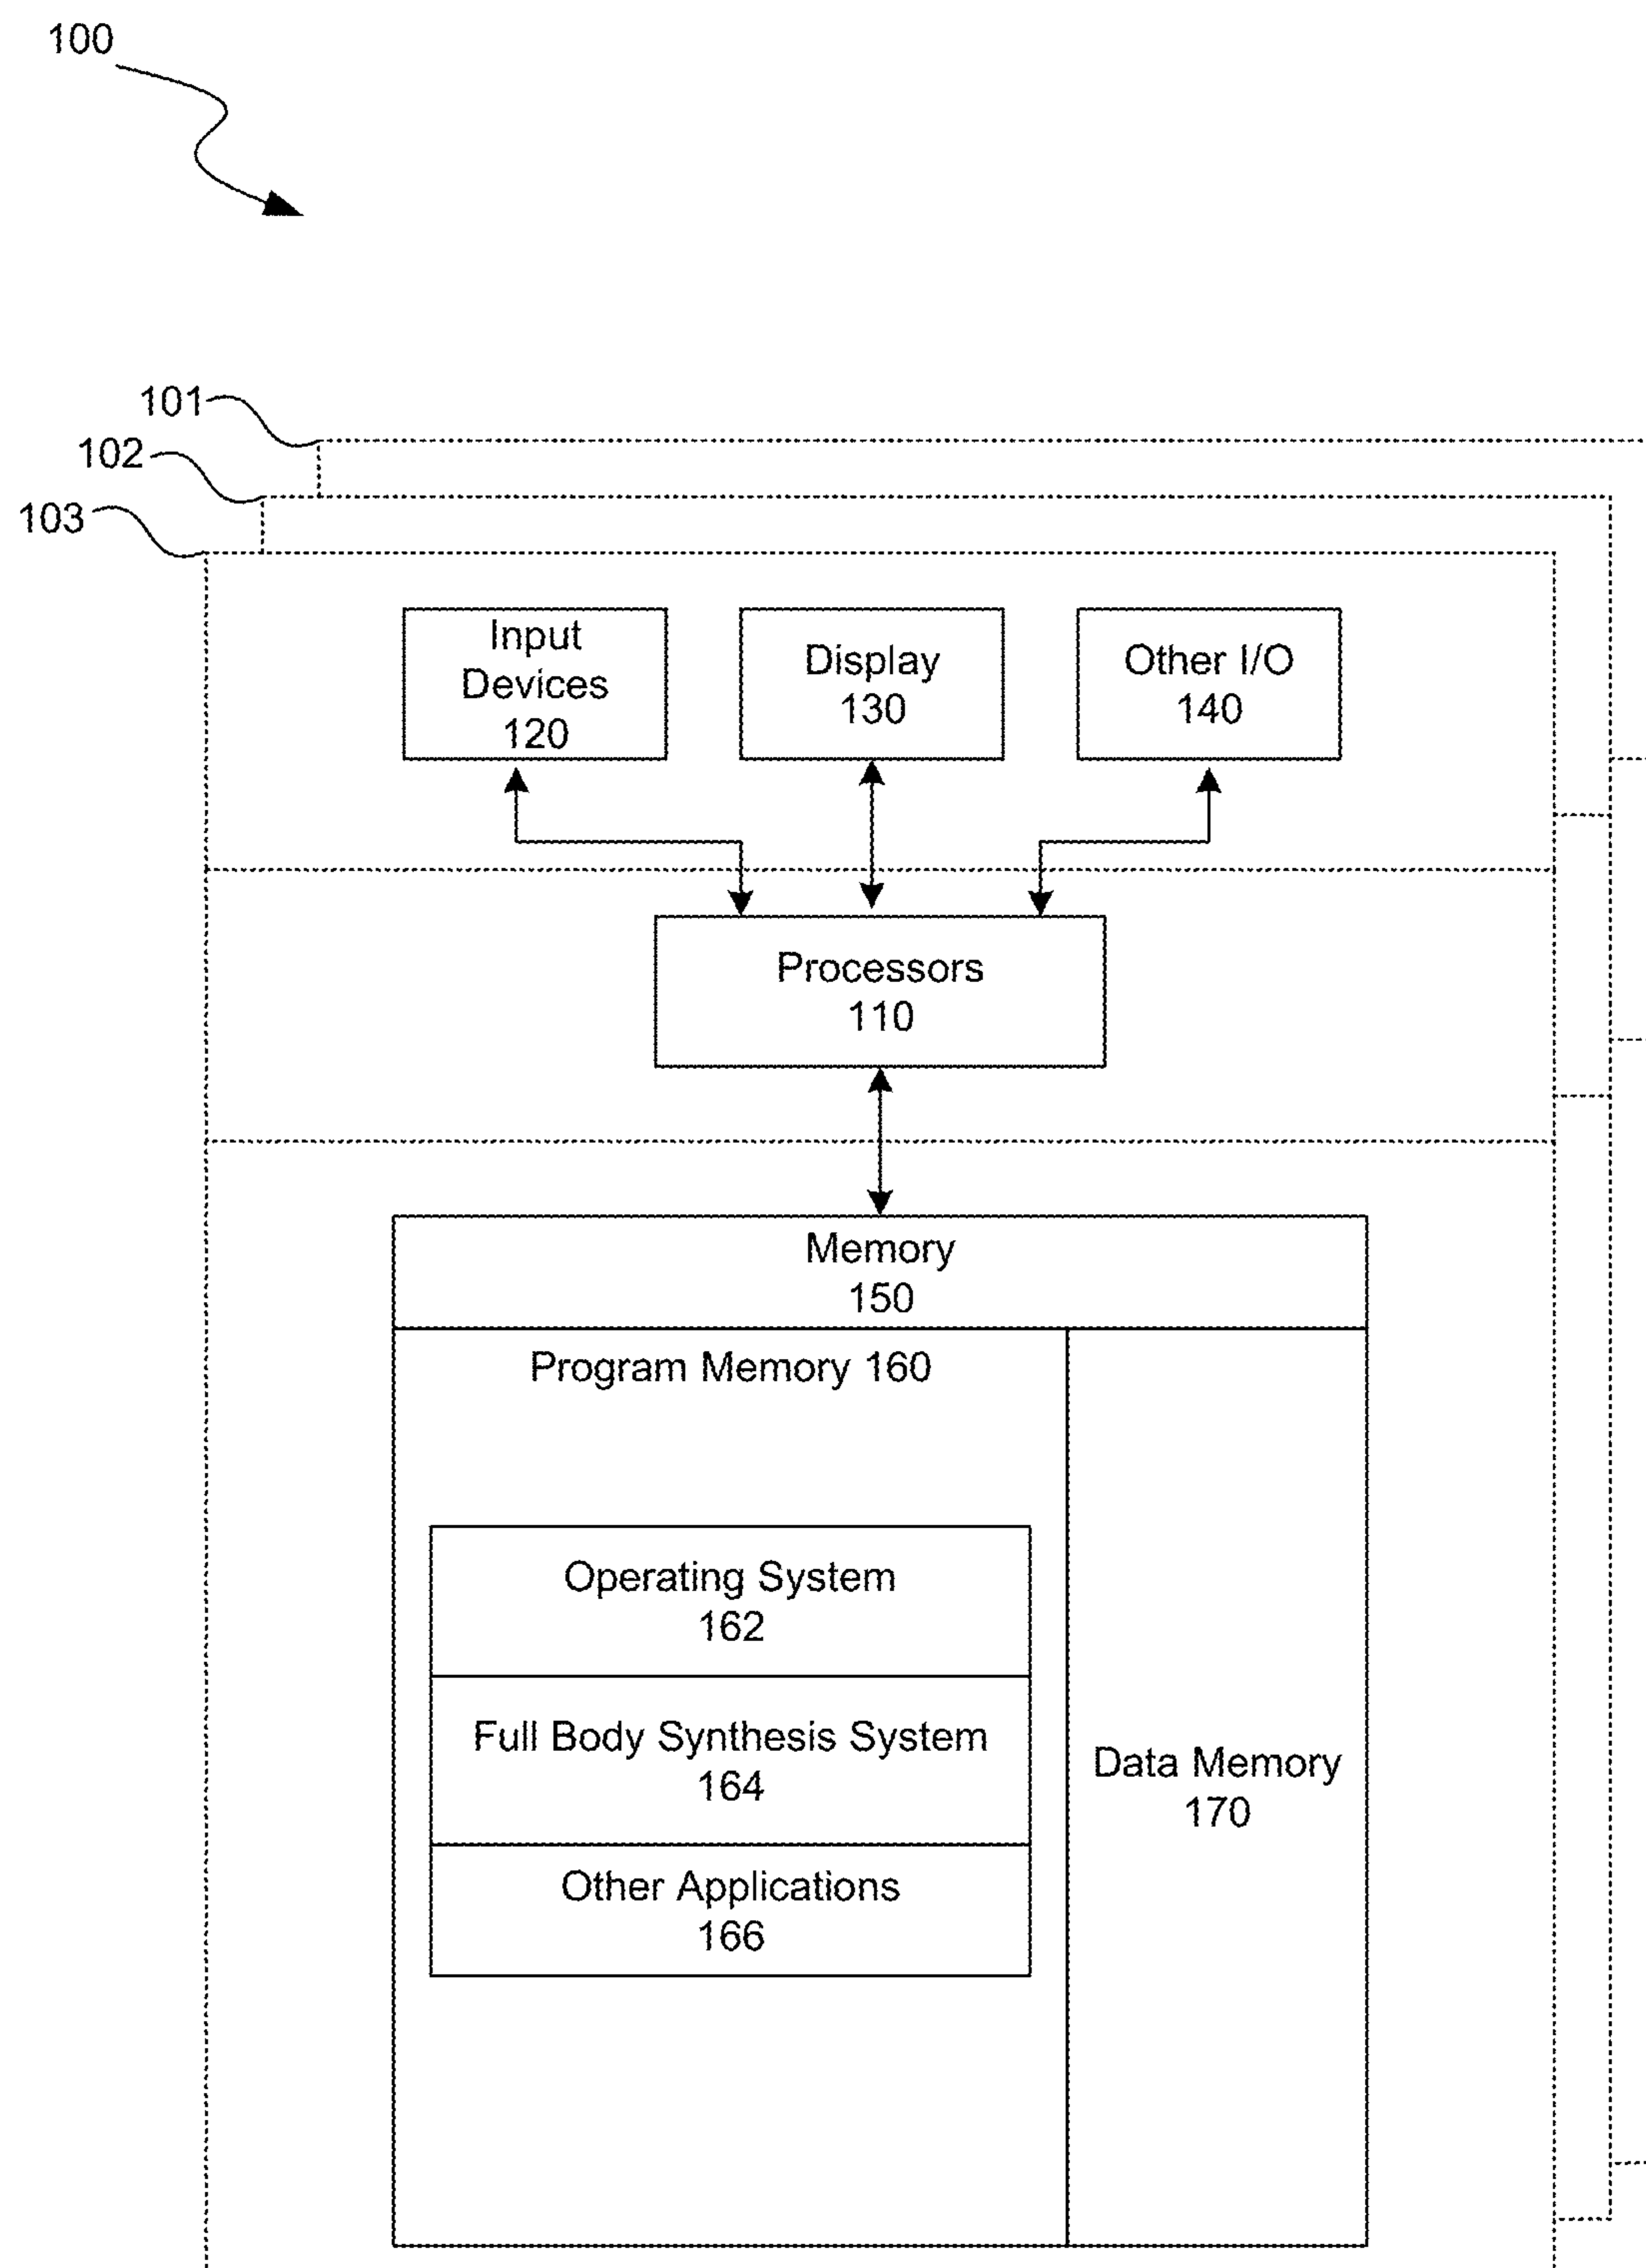 100
101
102
103
Input
Devices
120
Display
130
Other I/O
140
Processors
110
Memory
150
Program Memory 160
Operating System
162
Full Body Synthesis System
164
Other Applications
166
Data Memory
170